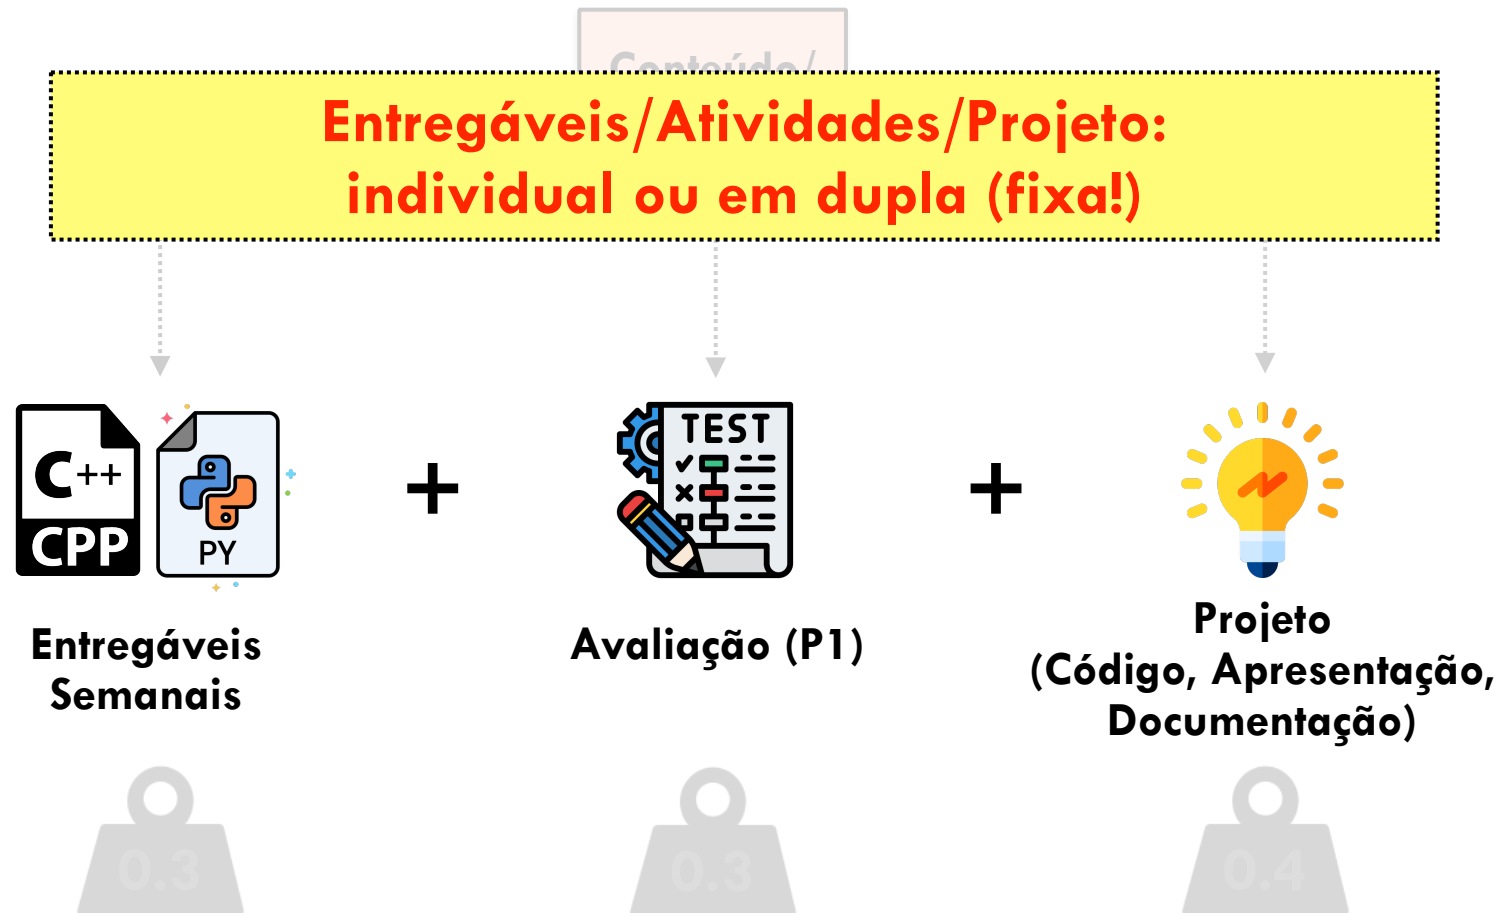 Conteúdo/
Entregáveis/Atividades/Projeto:
individual ou em dupla (fixa!)
C++
CPP
PY
TEST
Entregáveis
Semanais
+
Avaliação (P1)
+
Projeto
(Código, Apresentação,
Documentação)
0.3
0.3
0.4